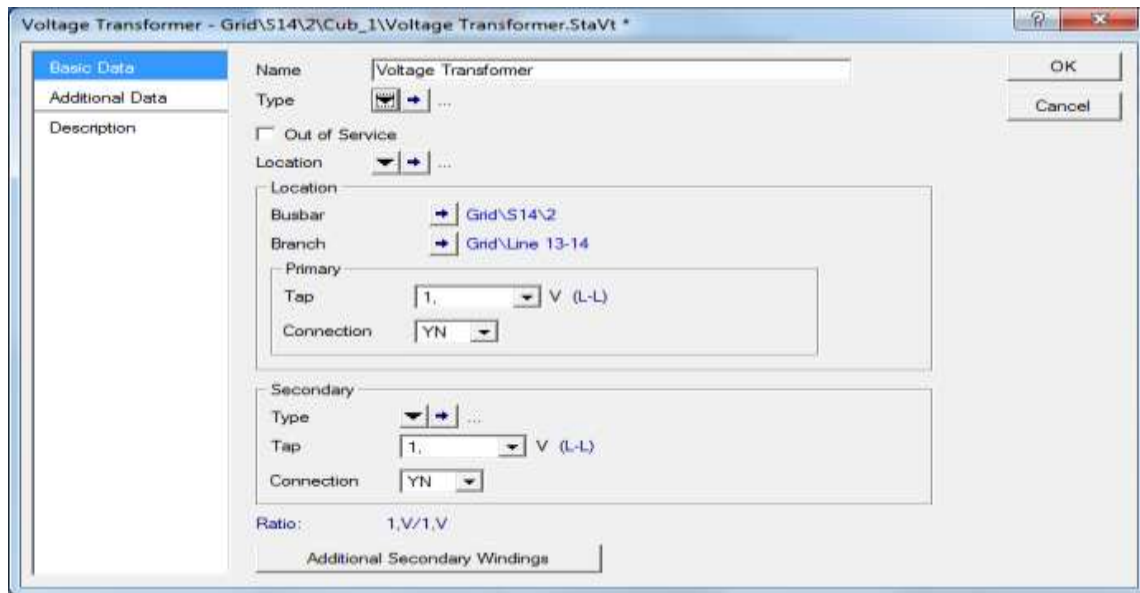 Voltage Transformer - Grid\S14\2\Cub_1\Voltage Transformer.StaVt *
Basic Data
Additional Data
Description
Name Voltage Transformer
Type ...
Out of Service
Location ...
Location
Busbar Grid\S14\2
Branch Grid\Line 13-14
Primary
Tap 1, V (L-L)
Connection YN
Secondary
Type ...
Tap 1, V (L-L)
Connection YN
Ratio: 1,V/1,V
Additional Secondary Windings
OK
Cancel